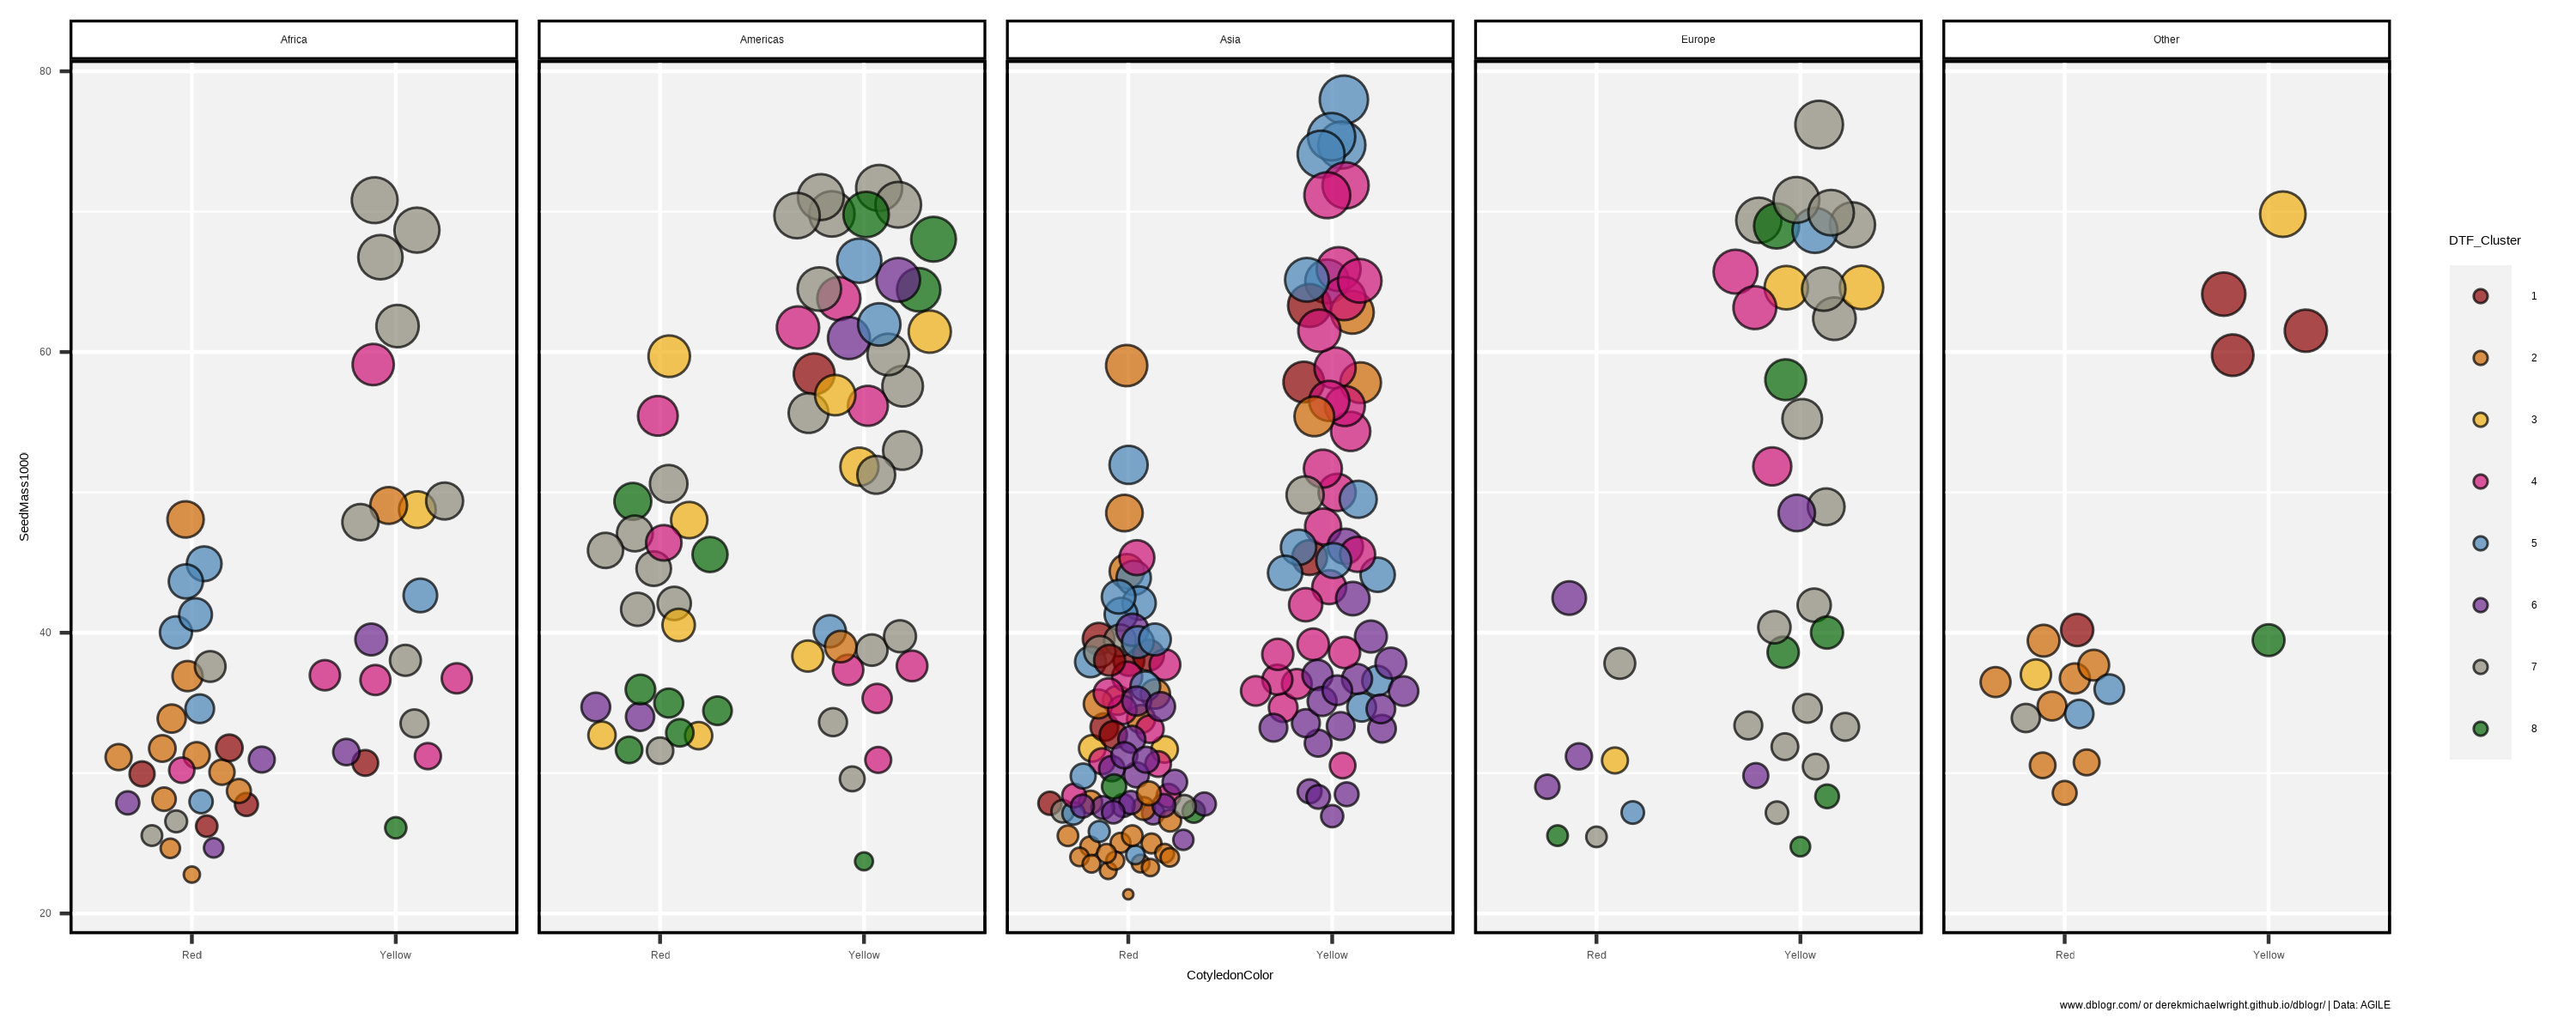 Africa
Americas
Asia
Europe
Other
80
60
40
20
SeedMass1000
Red
Yellow
Red
Yellow
Red
Yellow
Red
Yellow
Red
Yellow
CotyledonColor
DTF_Cluster
1
2
3
4
5
6
7
8
www.dblogr.com/ or derekmichaelwright.github.io/dblogr/ | Data: AGILE